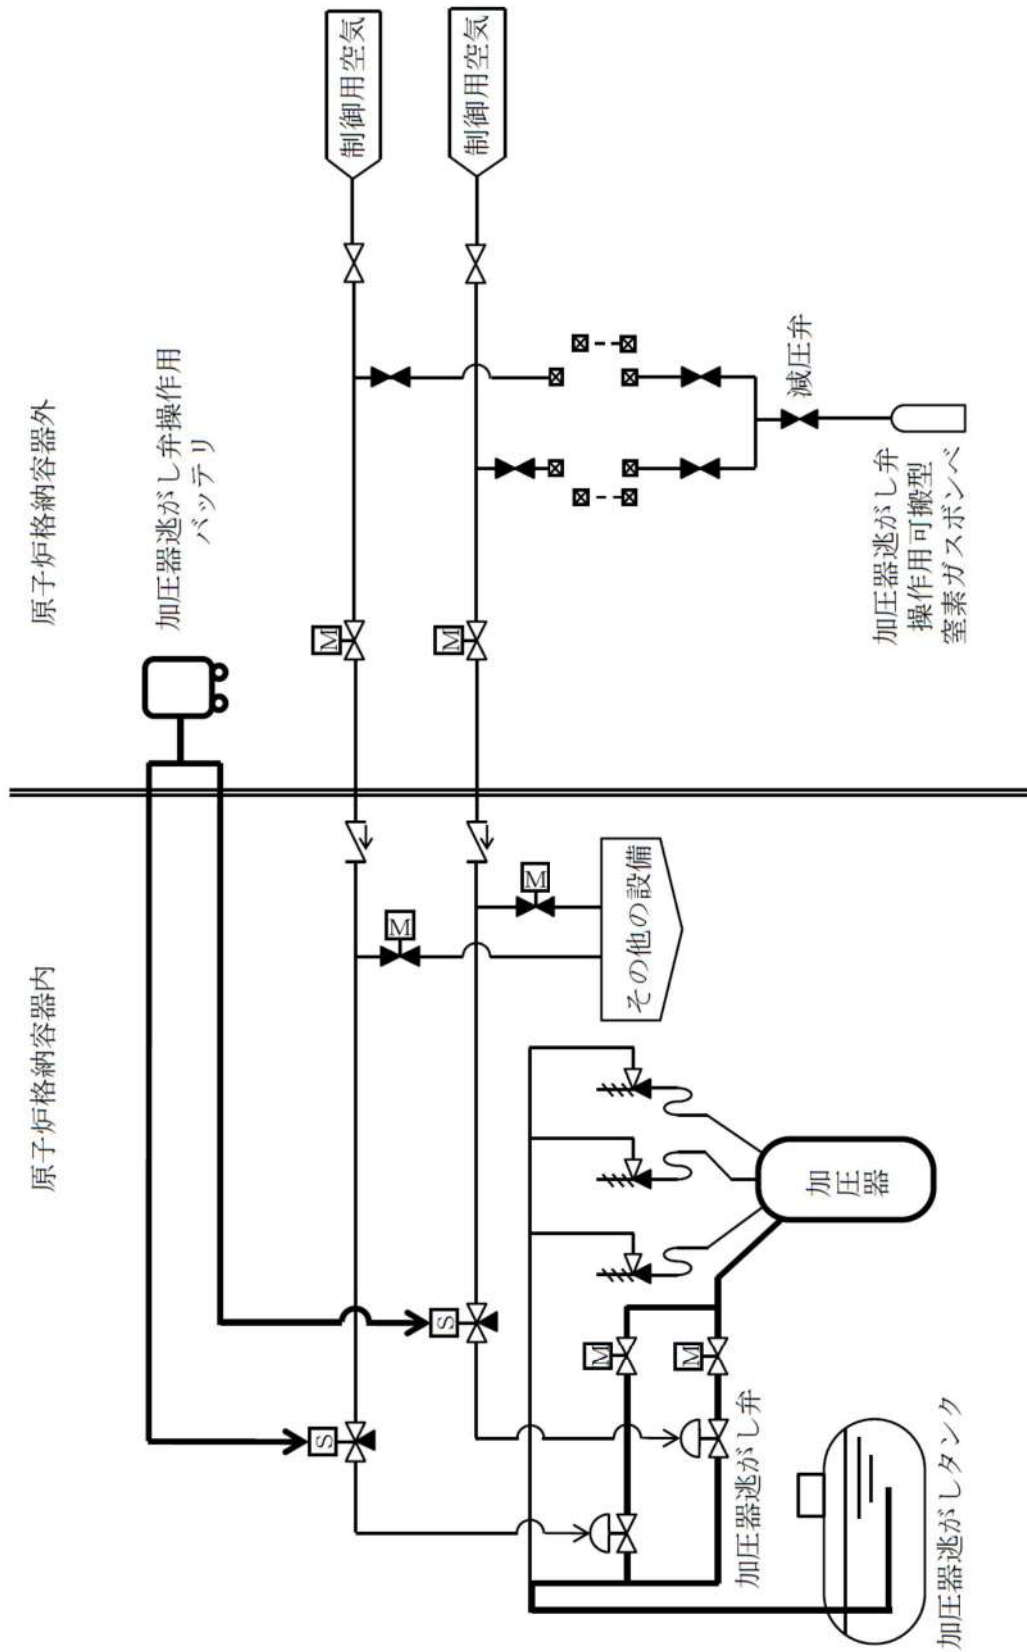 原子炉格納容器内
原子炉格納容器外
加圧器逃がし弁操作用
バッテリ
制御用空気
制御用空気
M
M
M
M
その他の設備
S
S
M
M
減圧弁
加圧器逃がし弁
操作用可搬型
窒素ガスボンベ
加圧器
加圧器逃がし弁
加圧器逃がしタンク